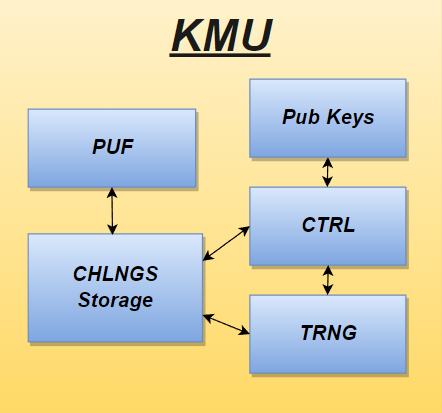 KMU
PUF
Pub Keys
CTRL
CHLNGS
Storage
TRNG